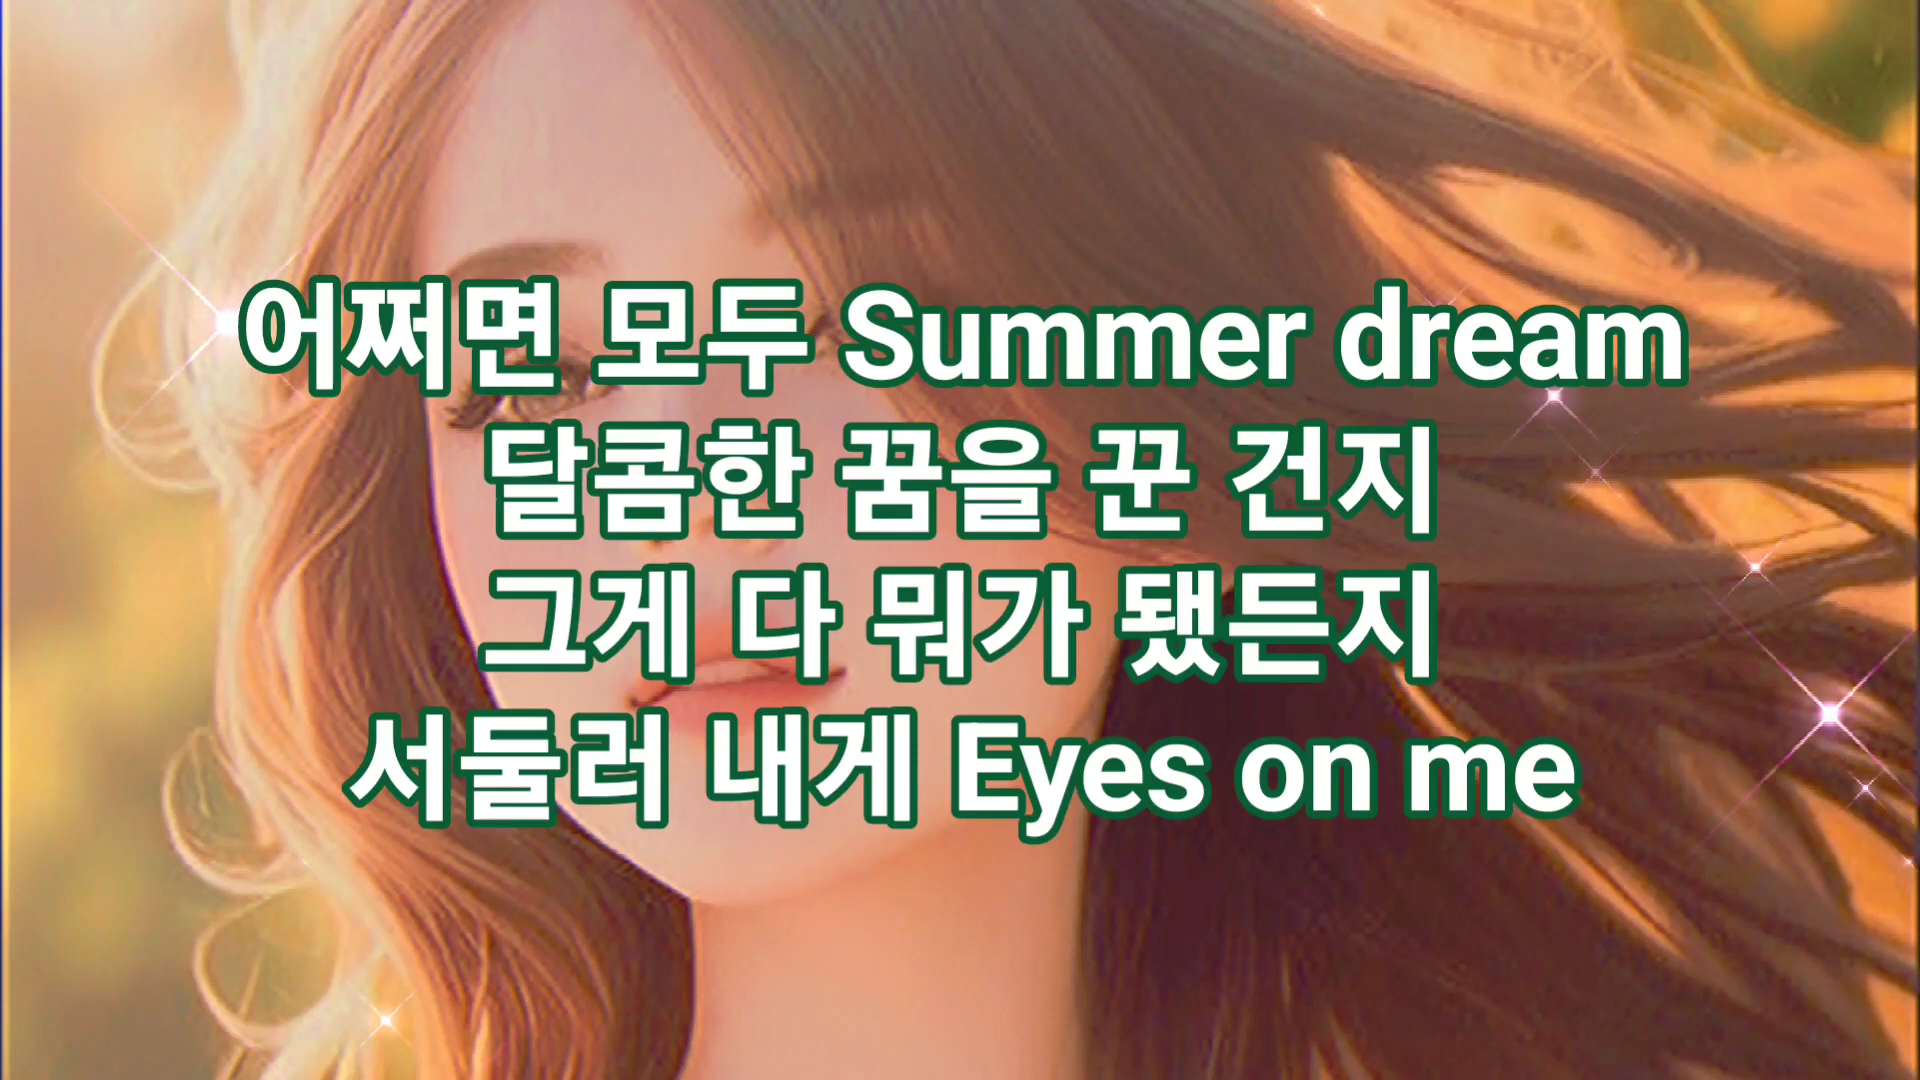 어쩌면 모두 Summer dream
달콤한 꿈을 꾼 건지
그게 다 뭐가 됐든지
서둘러 내게 Eyes on me